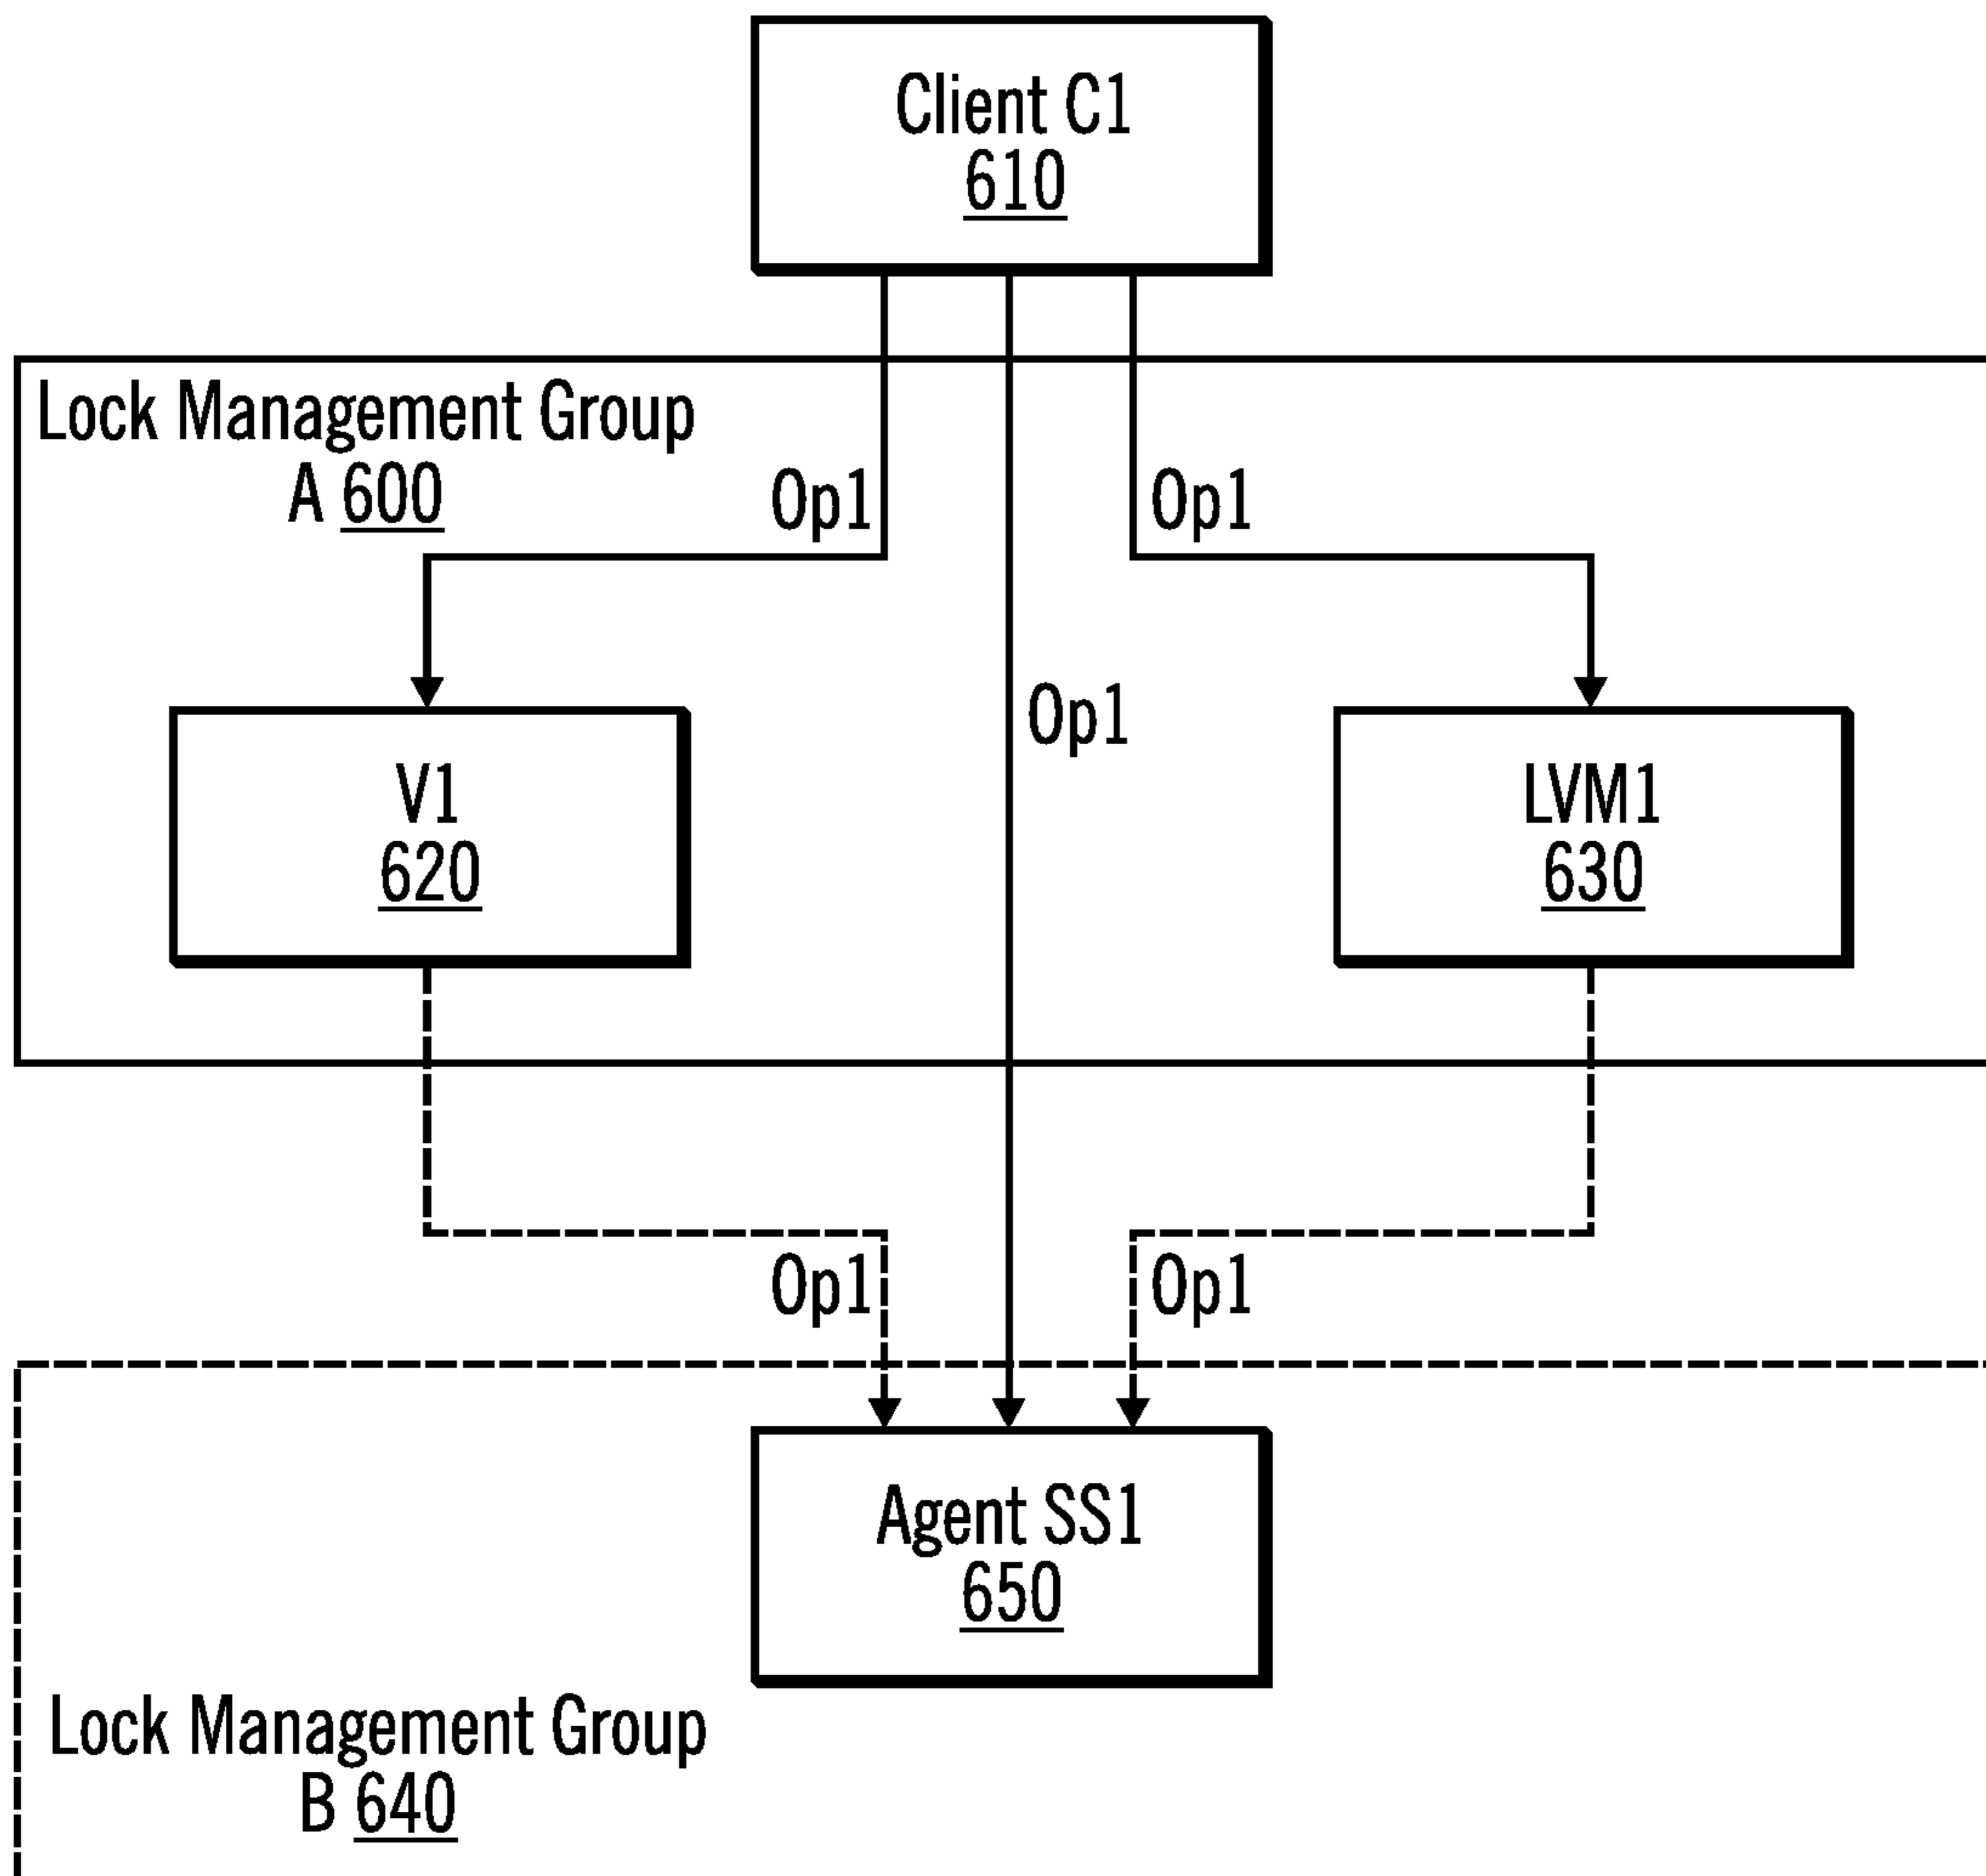 Client C1
610
Lock Management Group
A 600
Op1
Op1
Op1
V1
620
LVM1
630
Op1
Op1
Agent SS1
650
Lock Management Group
B 640